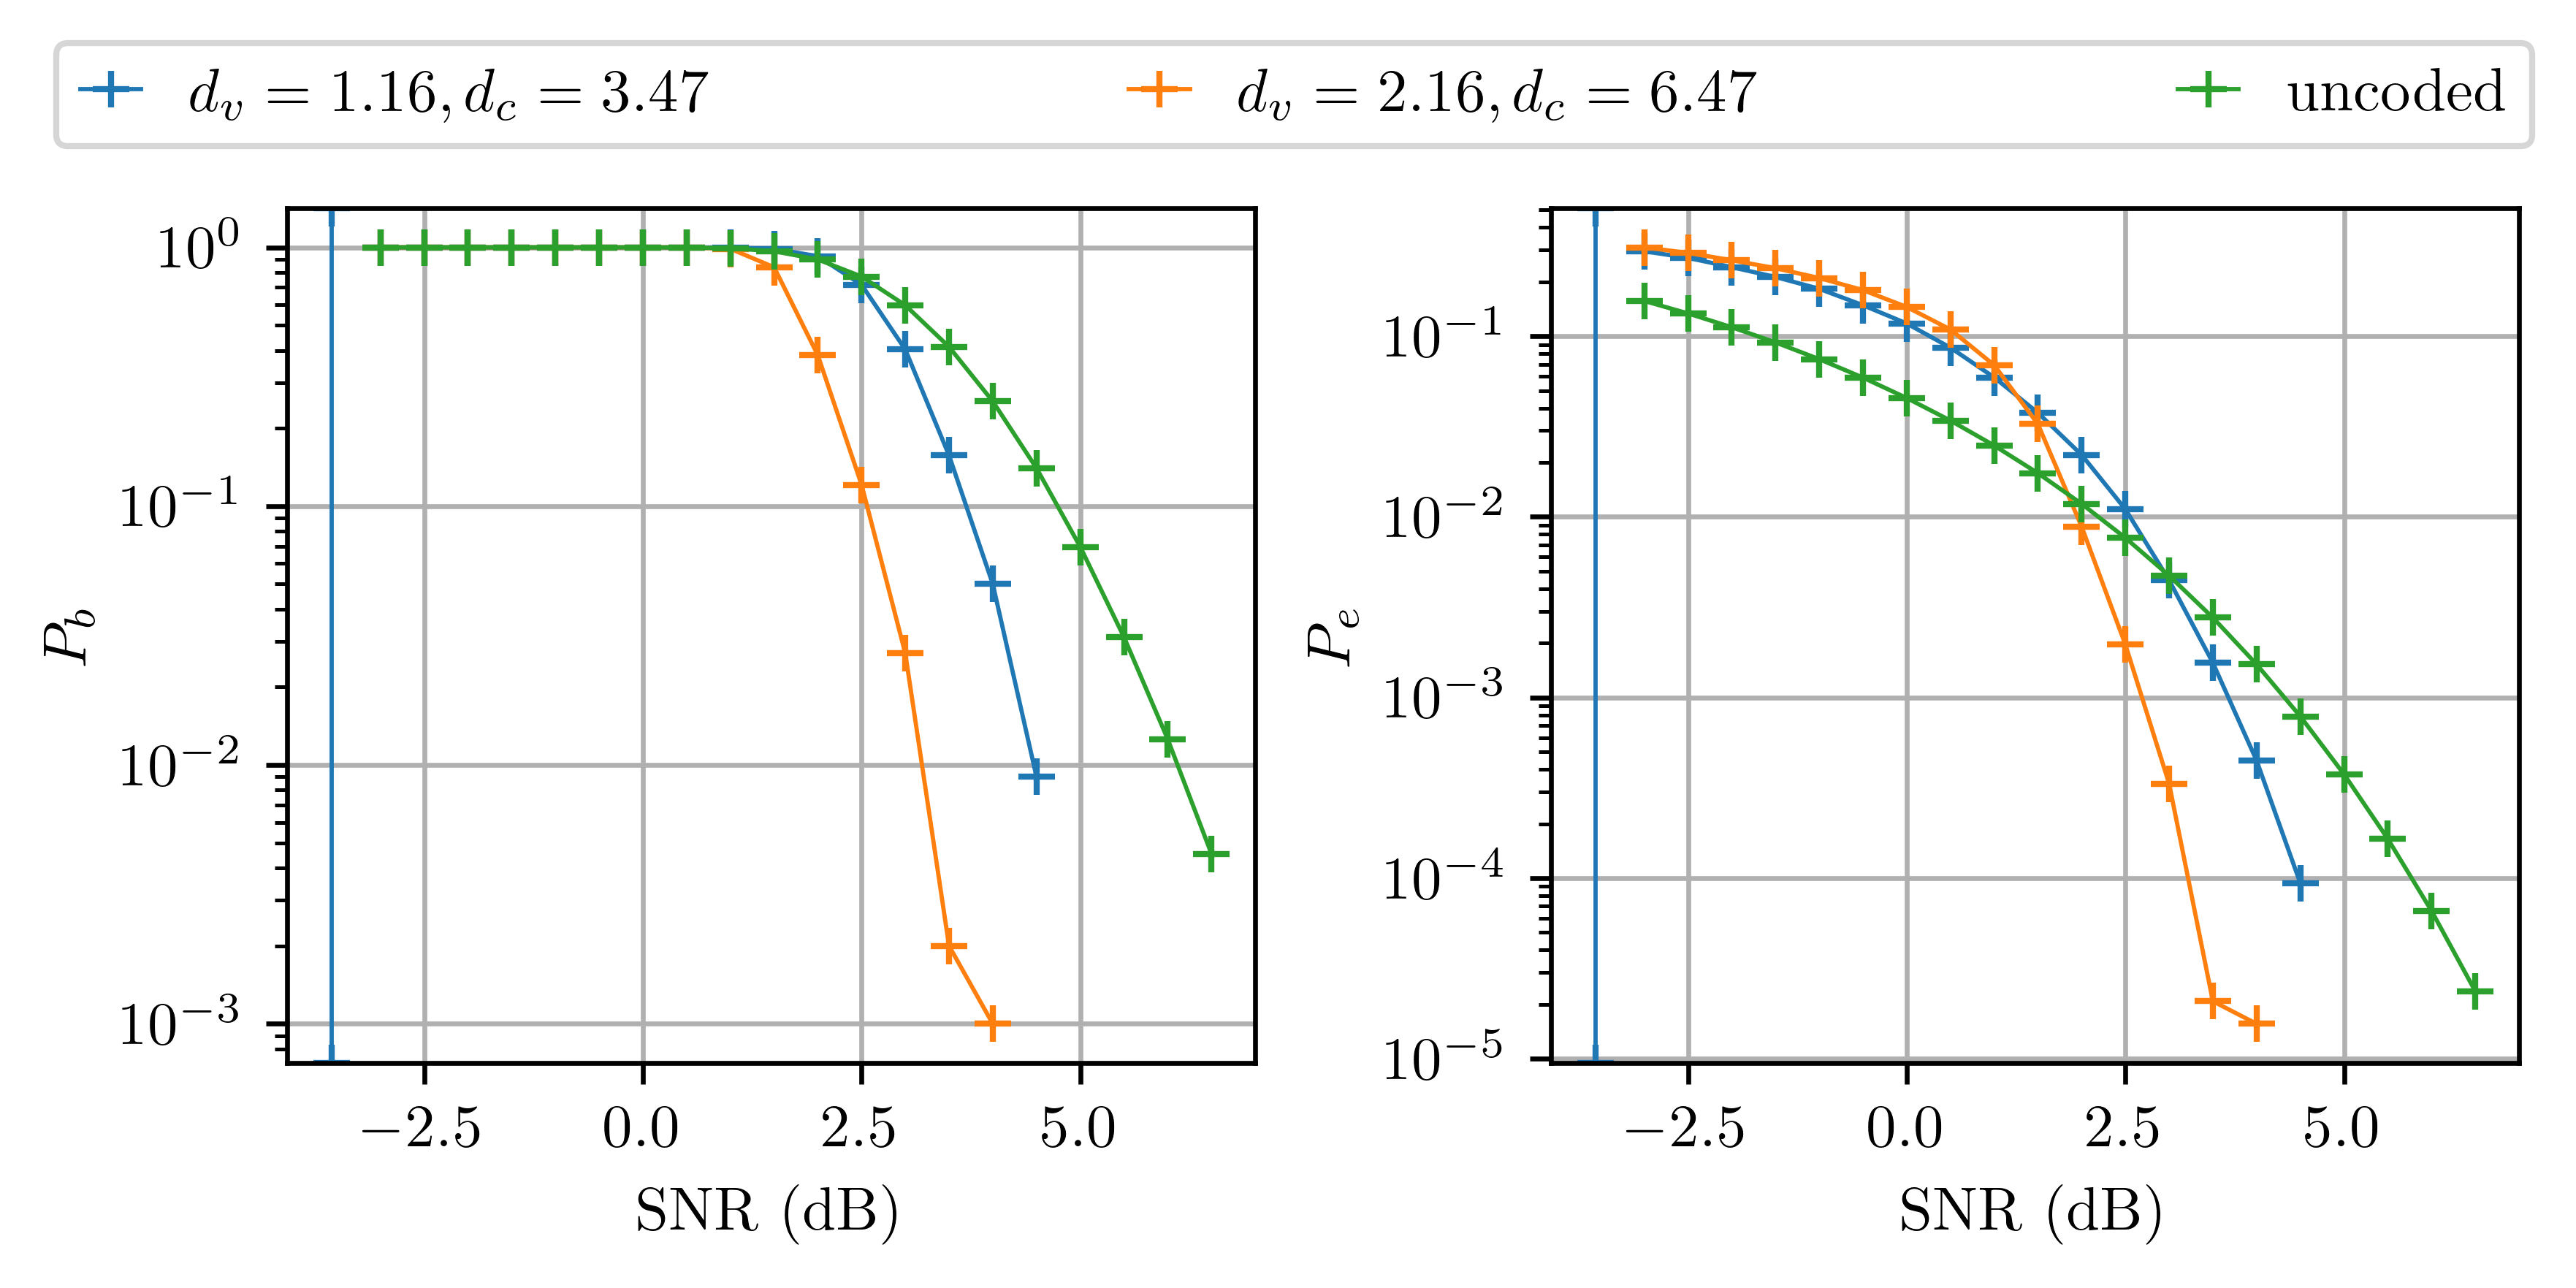 d_v = 1.16, d_c = 3.47
d_v = 2.16, d_c = 6.47
uncoded
10^0
10^{-1}
10^{-2}
10^{-3}
P_b
−2.5 0.0 2.5 5.0
SNR (dB)
10^{-1}
10^{-2}
10^{-3}
10^{-4}
10^{-5}
P_e
−2.5 0.0 2.5 5.0
SNR (dB)